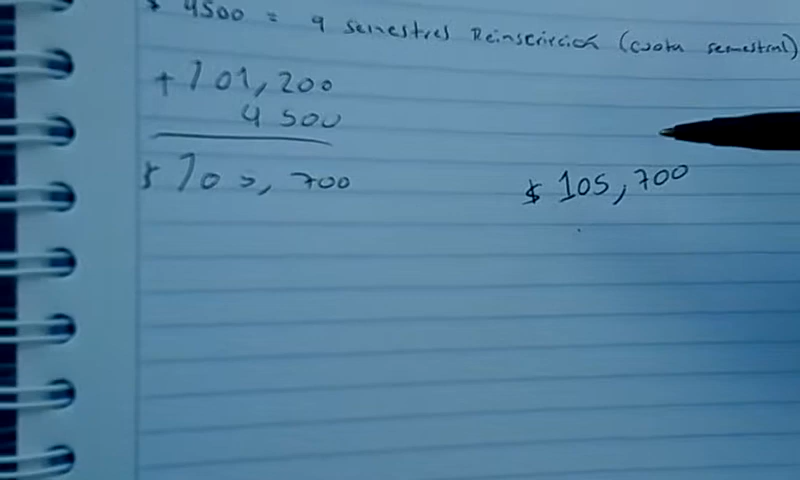 $ 4500 = 9 semestres Reinscripción (cuota semestral)
+ 101,200
4 500
$ 105,700 $ 105,700